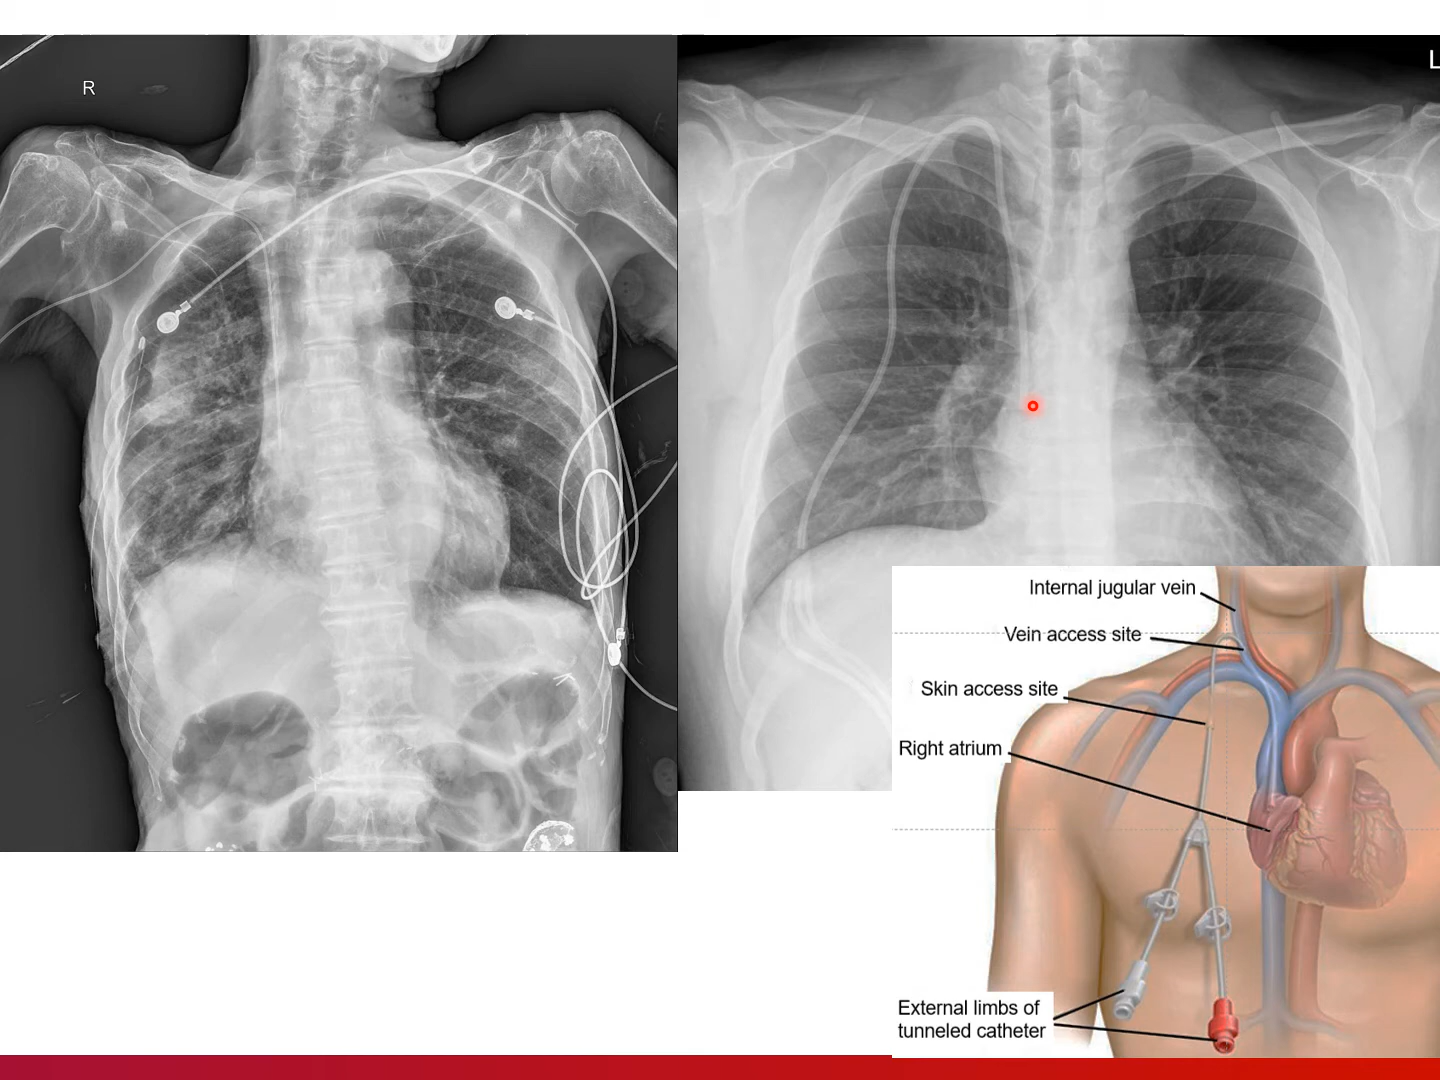 R
L
Internal jugular vein
Vein access site
Skin access site
Right atrium
External limbs of
tunneled catheter